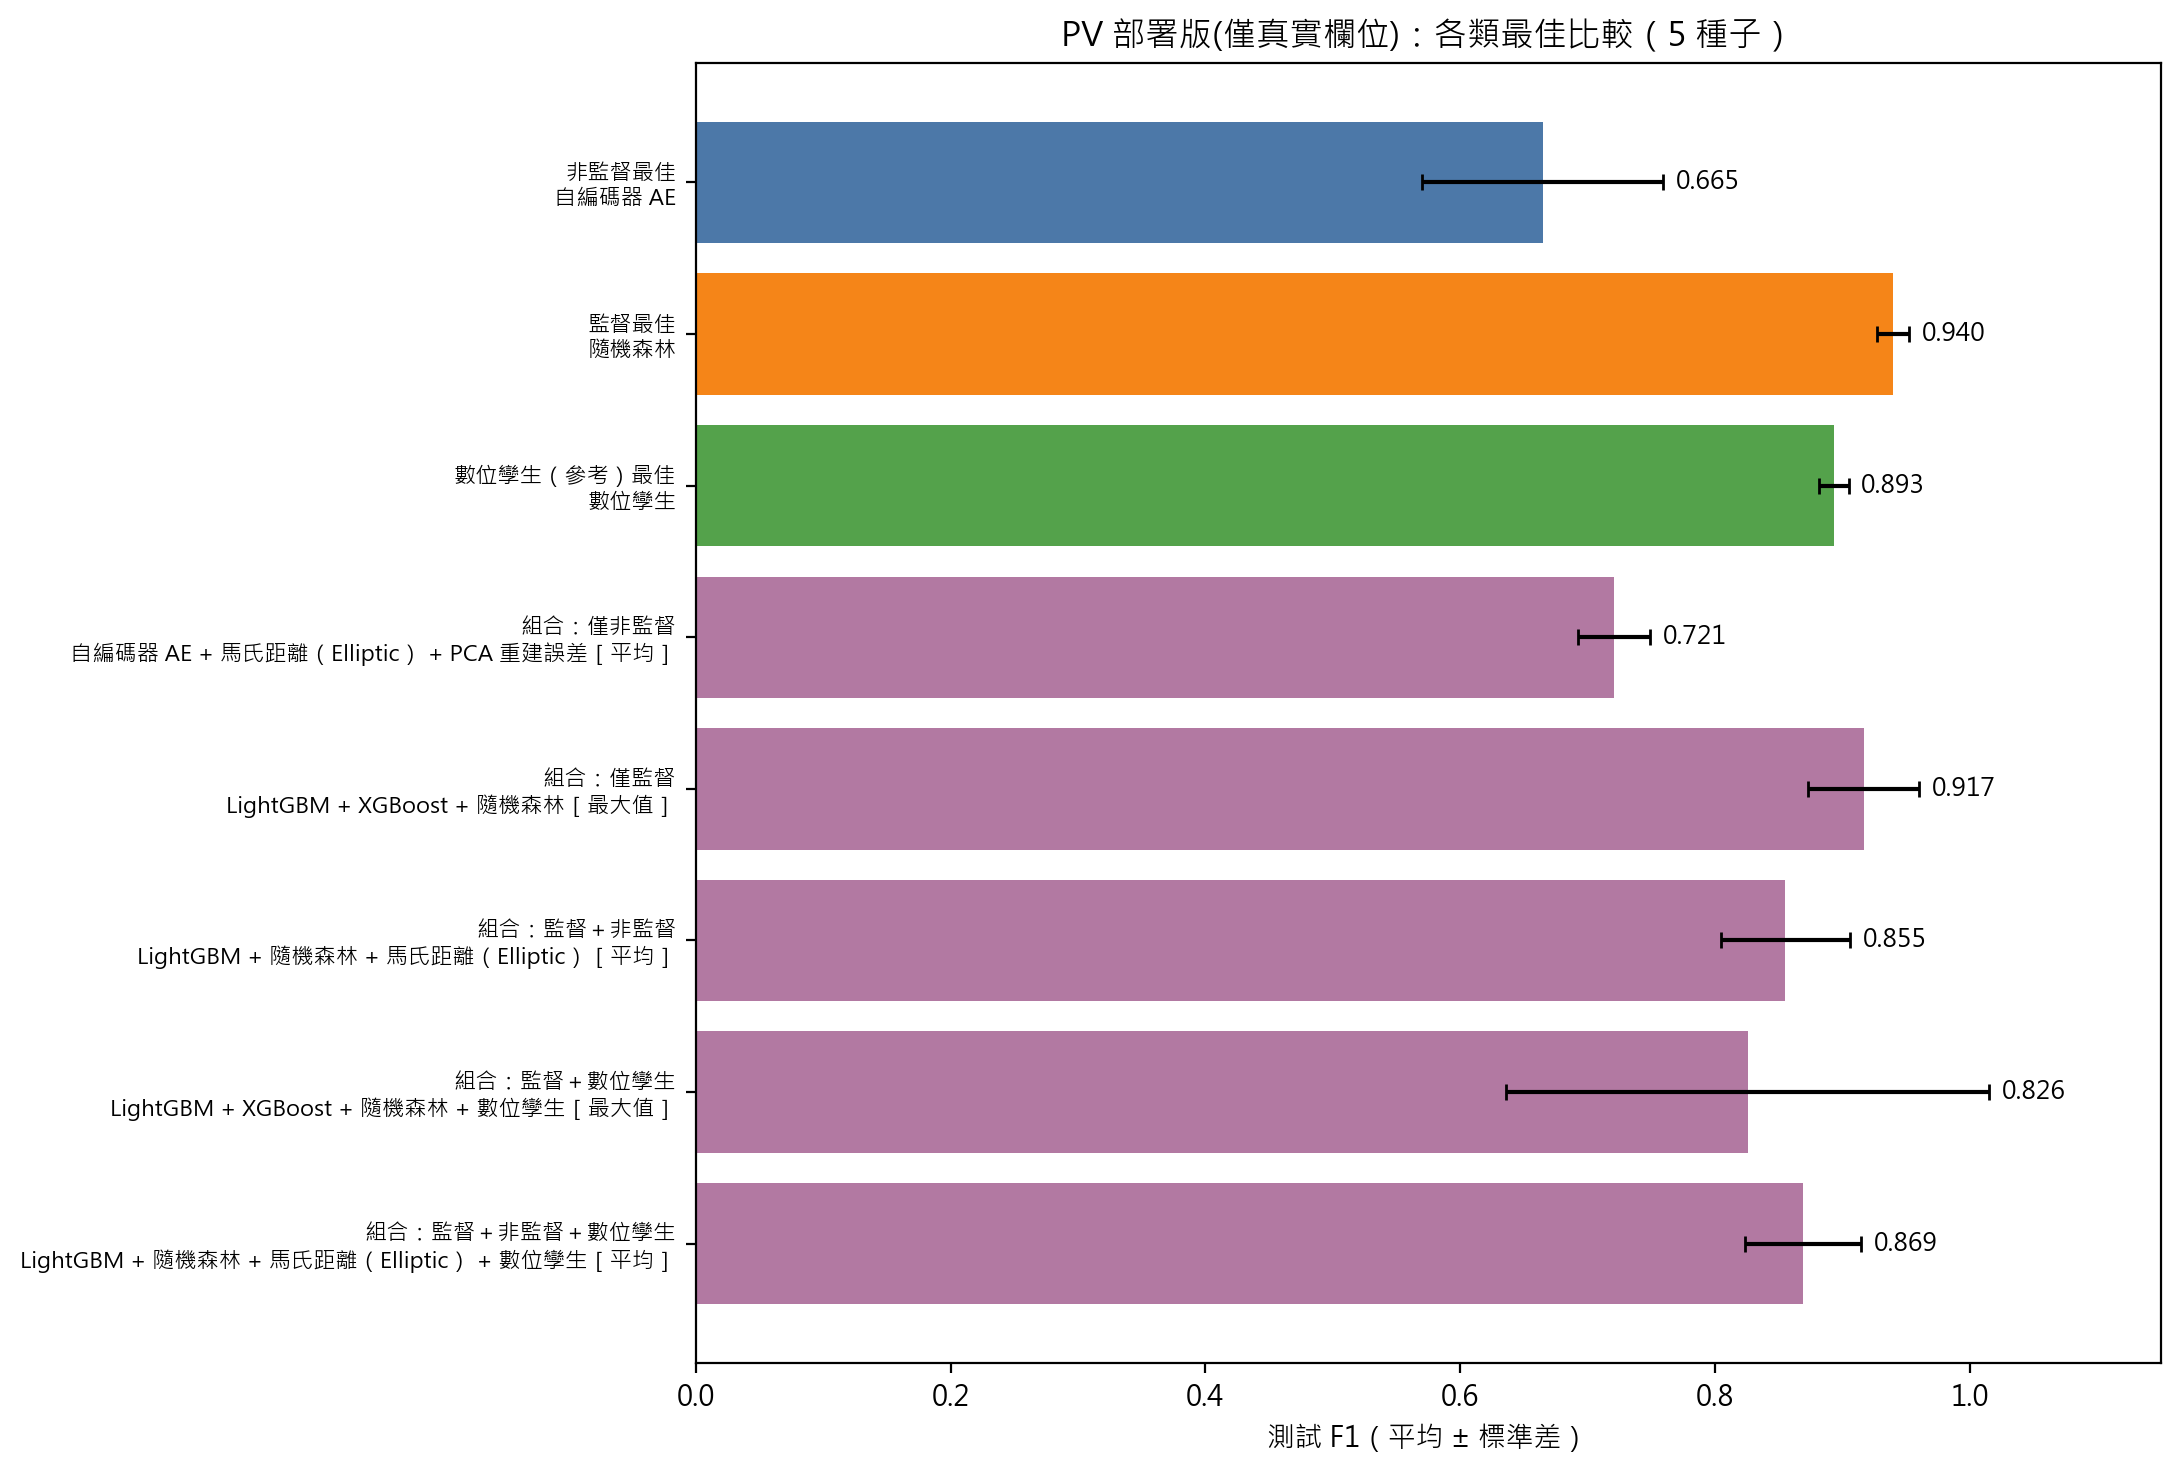 PV 部署版(僅真實欄位)：各類最佳比較（5 種子）
非監督最佳
自編碼器 AE
0.665
監督最佳
隨機森林
0.940
數位孿生（參考）最佳
數位孿生
0.893
組合：僅非監督
自編碼器 AE + 馬氏距離（Elliptic） + PCA 重建誤差［平均］
0.721
組合：僅監督
LightGBM + XGBoost + 隨機森林［最大值］
0.917
組合：監督＋非監督
LightGBM + 隨機森林 + 馬氏距離（Elliptic）［平均］
0.855
組合：監督＋數位孿生
LightGBM + XGBoost + 隨機森林 + 數位孿生［最大值］
0.826
組合：監督＋非監督＋數位孿生
LightGBM + 隨機森林 + 馬氏距離（Elliptic） + 數位孿生［平均］
0.869
0.0 0.2 0.4 0.6 0.8 1.0
測試 F1（平均 ± 標準差）